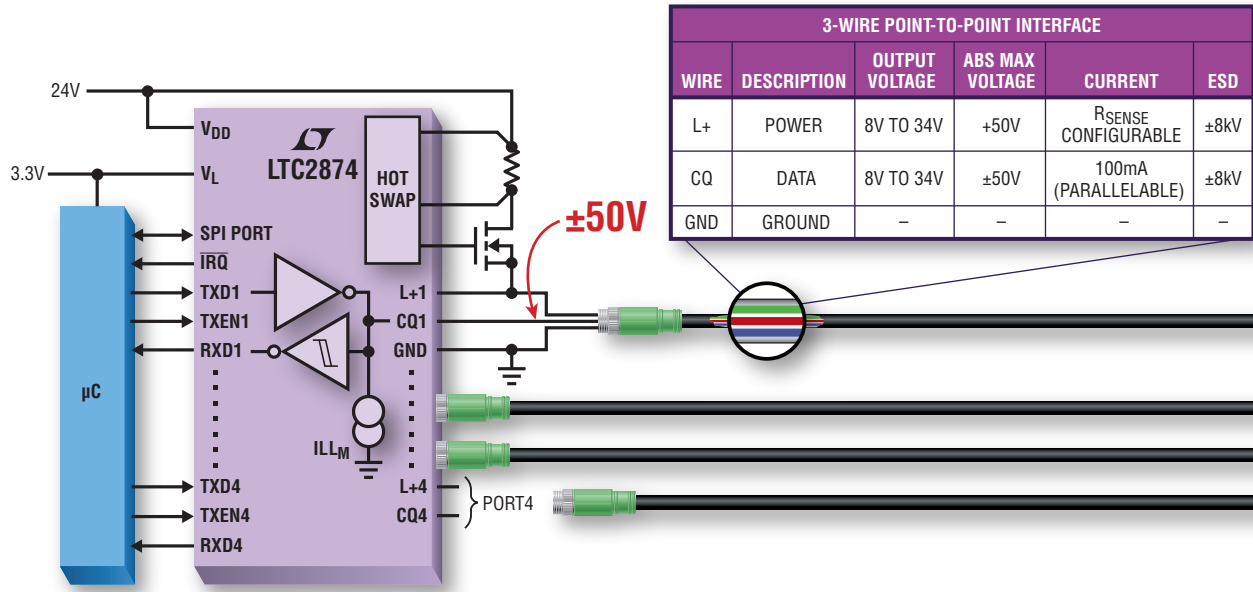 3-WIRE POINT-TO-POINT INTERFACE
WIRE DESCRIPTION OUTPUT VOLTAGE ABS MAX VOLTAGE CURRENT ESD
L+ POWER 8V TO 34V +50V RSENSE CONFIGURABLE ±8kV
CQ DATA 8V TO 34V ±50V 100mA (PARALLELABLE) ±8kV
GND GROUND – – – –
24V
VDD
LTC2874
3.3V
VL
HOT
SWAP
±50V
SPI PORT
IRQ
TXD1
L+1
TXEN1
CQ1
RXD1
GND
µC
ILLM
TXD4
L+4
PORT4
TXEN4
CQ4
RXD4